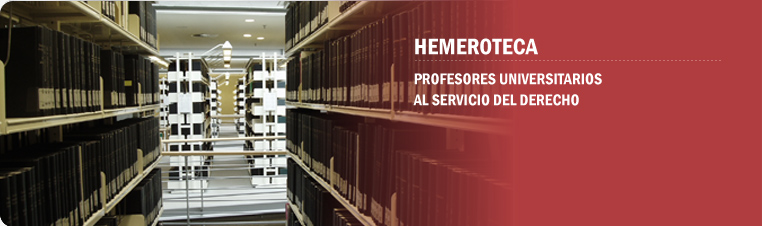 HEMEROTECA
PROFESORES UNIVERSITARIOS
AL SERVICIO DEL DERECHO